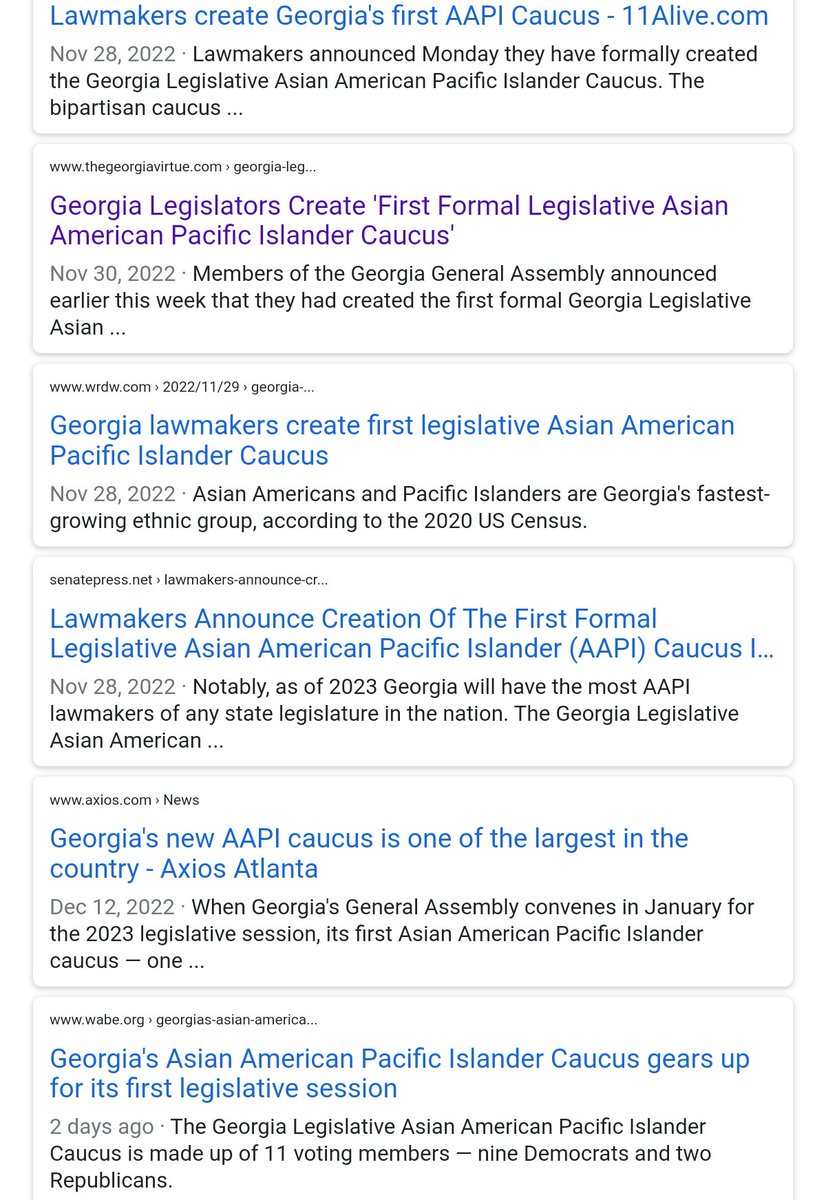 Lawmakers create Georgia's first AAPI Caucus - 11Alive.com
Nov 28, 2022 · Lawmakers announced Monday they have formally created
the Georgia Legislative Asian American Pacific Islander Caucus. The
bipartisan caucus ...
www.thegeorgiavirtue.com › georgia-leg...
Georgia Legislators Create 'First Formal Legislative Asian
American Pacific Islander Caucus'
Nov 30, 2022 · Members of the Georgia General Assembly announced
earlier this week that they had created the first formal Georgia Legislative
Asian ...
www.wrdw.com › 2022/11/29 › georgia-...
Georgia lawmakers create first legislative Asian American
Pacific Islander Caucus
Nov 28, 2022 · Asian Americans and Pacific Islanders are Georgia's fastest-
growing ethnic group, according to the 2020 US Census.
senatepress.net › lawmakers-announce-cr...
Lawmakers Announce Creation Of The First Formal
Legislative Asian American Pacific Islander (AAPI) Caucus I...
Nov 28, 2022 · Notably, as of 2023 Georgia will have the most AAPI
lawmakers of any state legislature in the nation. The Georgia Legislative
Asian American ...
www.axios.com › News
Georgia's new AAPI caucus is one of the largest in the
country - Axios Atlanta
Dec 12, 2022 · When Georgia's General Assembly convenes in January for
the 2023 legislative session, its first Asian American Pacific Islander
caucus — one ...
www.wabe.org › georgias-asian-america...
Georgia's Asian American Pacific Islander Caucus gears up
for its first legislative session
2 days ago · The Georgia Legislative Asian American Pacific Islander
Caucus is made up of 11 voting members — nine Democrats and two
Republicans.